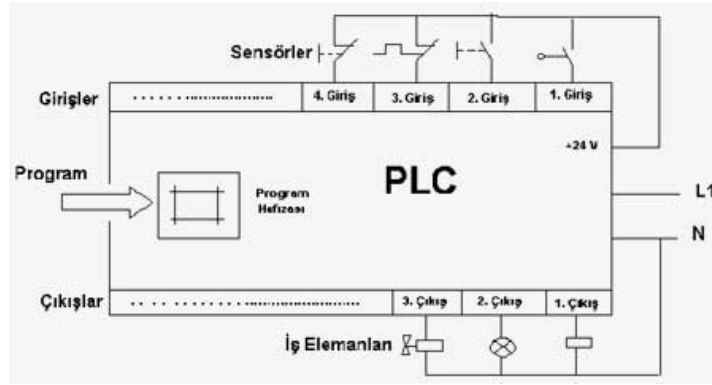 Sensörler
Girişler
4. Giriş
3. Giriş
2. Giriş
1. Giriş
+24 V
Program
Program
Hafızası
PLC
L1
N
Çıkışlar
3. Çıkış
2. Çıkış
1. Çıkış
İş Elemanları